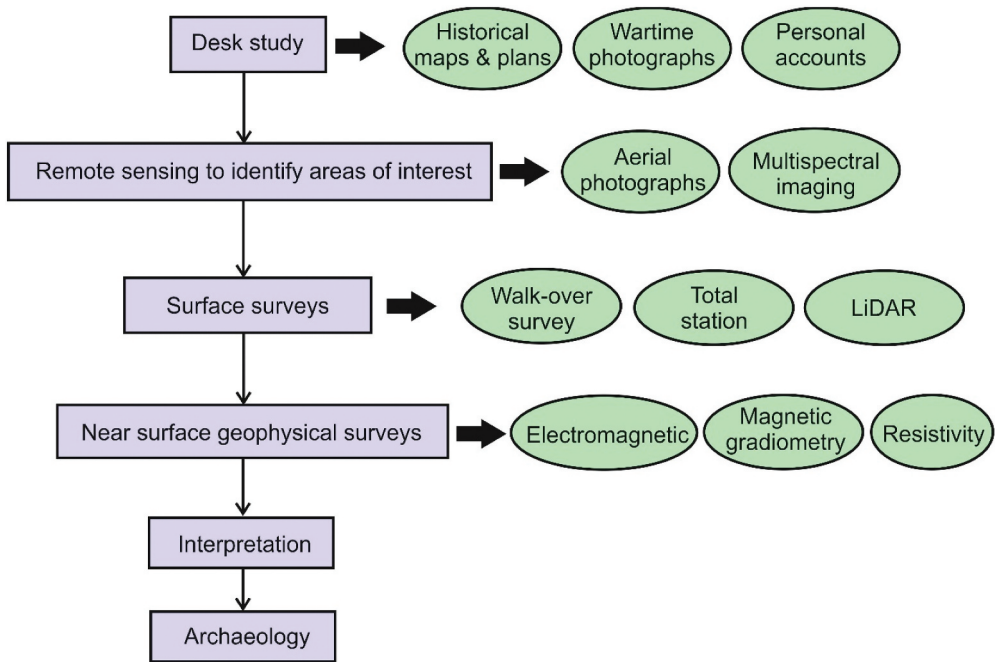 Desk study
Historical
maps & plans
Wartime
photographs
Personal
accounts
Remote sensing to identify areas of interest
Aerial
photographs
Multispectral
imaging
Surface surveys
Walk-over
survey
Total
station
LiDAR
Near surface geophysical surveys
Electromagnetic
Magnetic
gradiometry
Resistivity
Interpretation
Archaeology